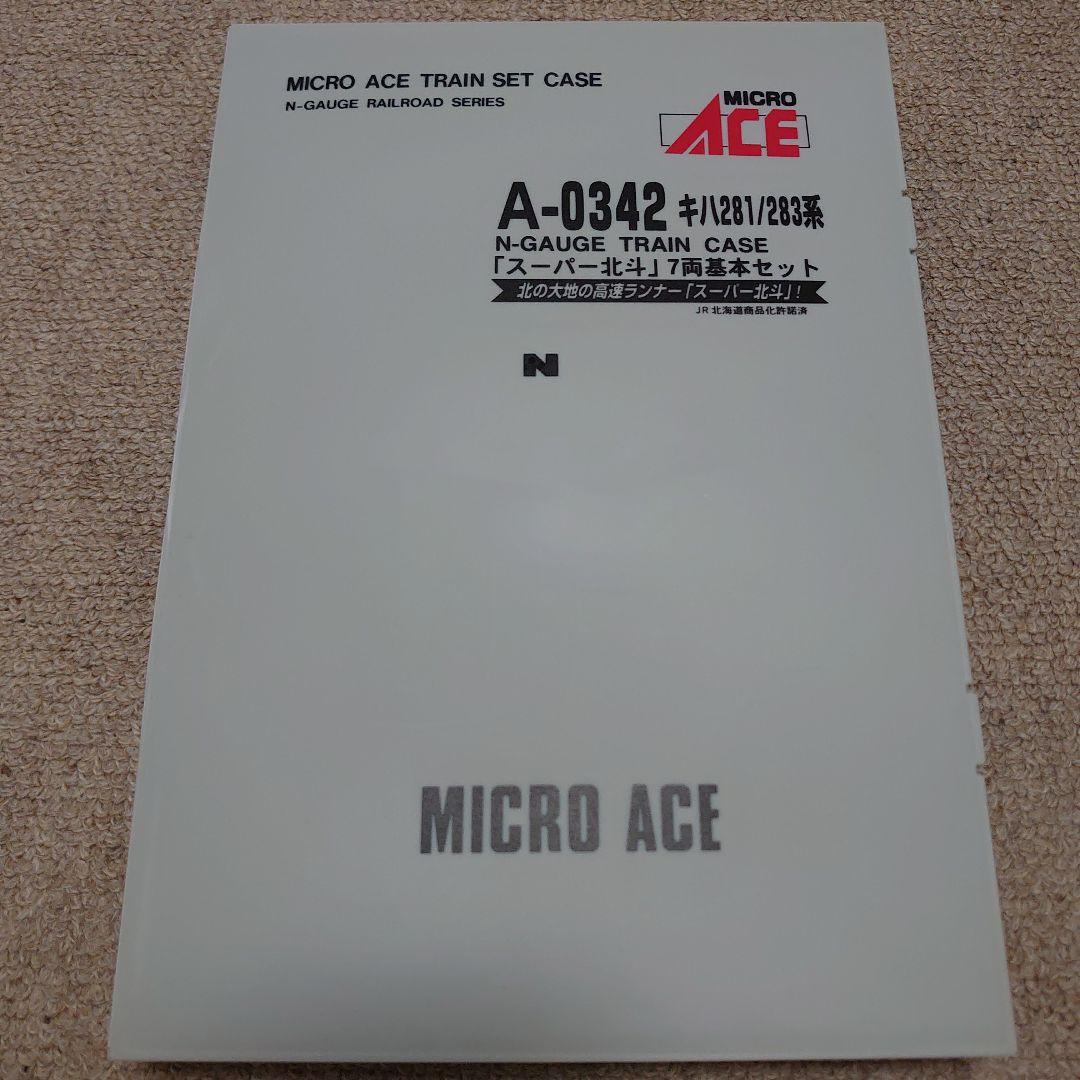 MICRO ACE TRAIN SET CASE
N-GAUGE RAILROAD SERIES
MICRO
ACE
A-0342 キハ281/283系
N-GAUGE TRAIN CASE
「スーパー北斗」7両基本セット
北の大地の高速ランナー「スーパー北斗」!
JR北海道商品化許諾済
N
MICRO ACE